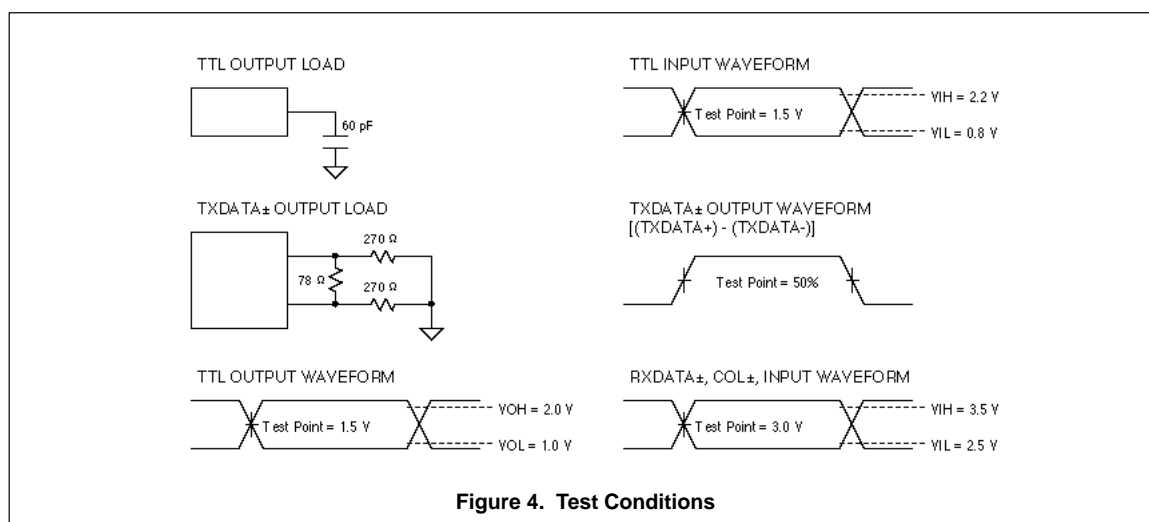 TTL OUTPUT LOAD
60 pF
TXDATA± OUTPUT LOAD
270 Ω
78 Ω
270 Ω
TTL OUTPUT WAVEFORM
Test Point = 1.5 V
VOH = 2.0 V
VOL = 1.0 V
TTL INPUT WAVEFORM
Test Point = 1.5 V
VIH = 2.2 V
VIL = 0.8 V
TXDATA± OUTPUT WAVEFORM
[(TXDATA+) - (TXDATA-)]
Test Point = 50%
RXDATA±, COL±, INPUT WAVEFORM
Test Point = 3.0 V
VIH = 3.5 V
VIL = 2.5 V
Figure 4. Test Conditions